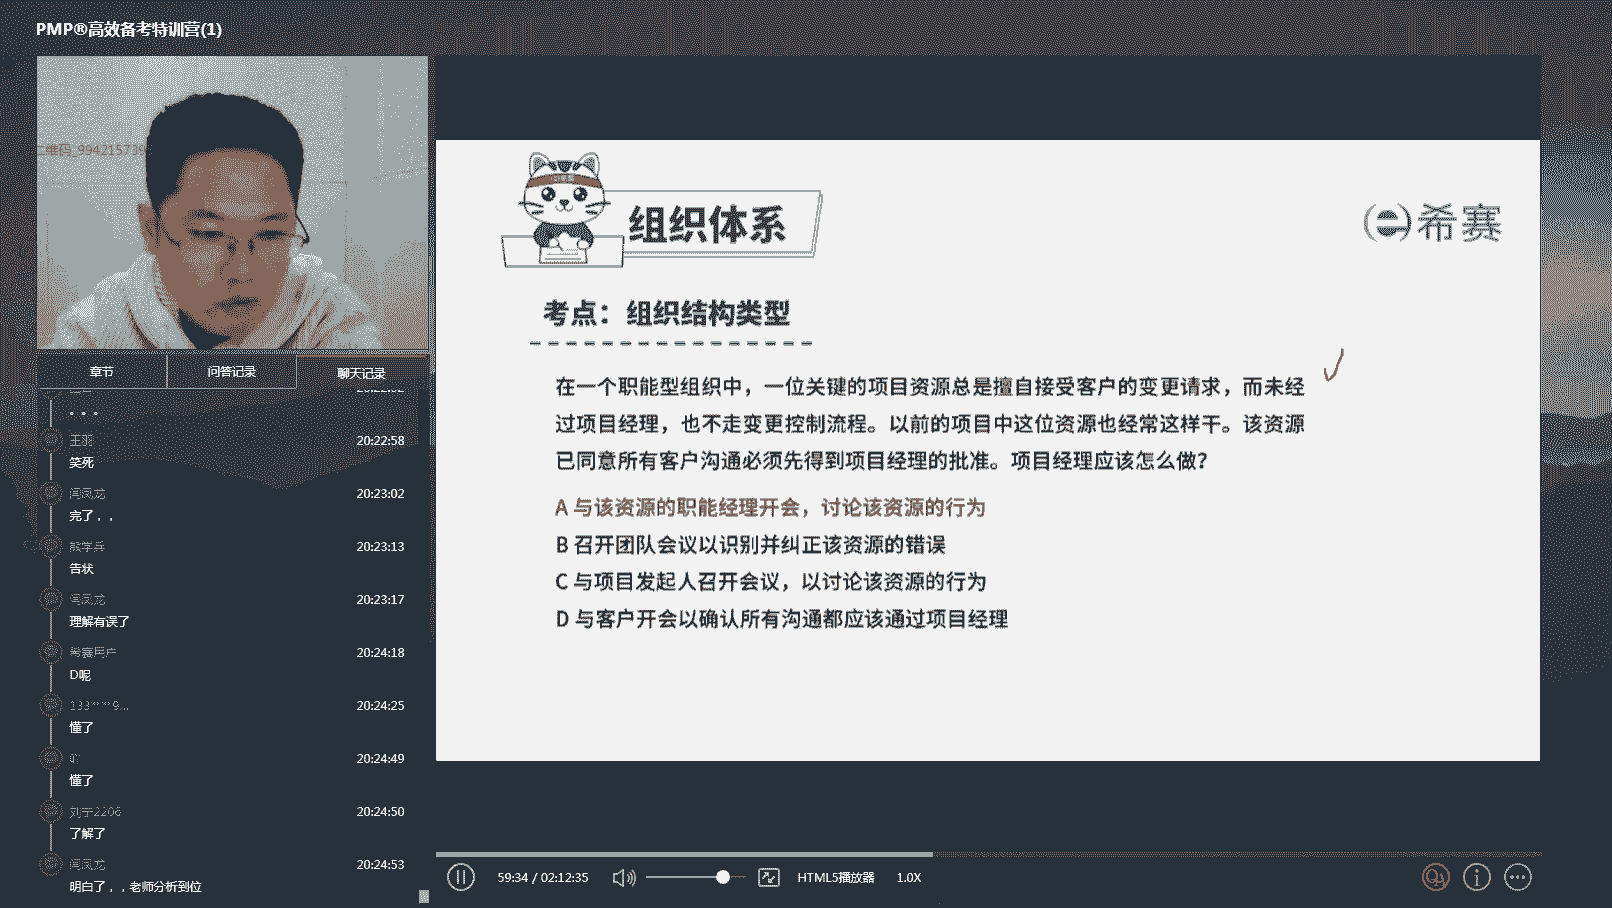 PMP®高效备考特训营(1)
二维码_99421573
章节
问答记录
聊天记录
• • •
王羽
20:22:58
笑死
闫凤龙
20:23:02
完了，，
20:23:13
告状
闫凤龙
20:23:17
理解有误了
希赛用户
20:24:18
D呢
20:24:25
懂了
20:24:49
懂了
20:24:50
了解了
闫凤龙
20:24:53
明白了，，老师分析到位
组织体系
希赛
考点：组织结构类型
在一个职能型组织中，一位关键的项目资源总是擅自接受客户的变更请求，而未经
过项目经理，也不走变更控制流程。以前的项目中这位资源也经常这样干。该资源
已同意所有客户沟通必须先得到项目经理的批准。项目经理应该怎么做？
A 与该资源的职能经理开会，讨论该资源的行为
B 召开团队会议以识别并纠正该资源的错误
C 与项目发起人召开会议，以讨论该资源的行为
D 与客户开会以确认所有沟通都应该通过项目经理
59:34 / 02:12:35
HTML5播放器
1.0X